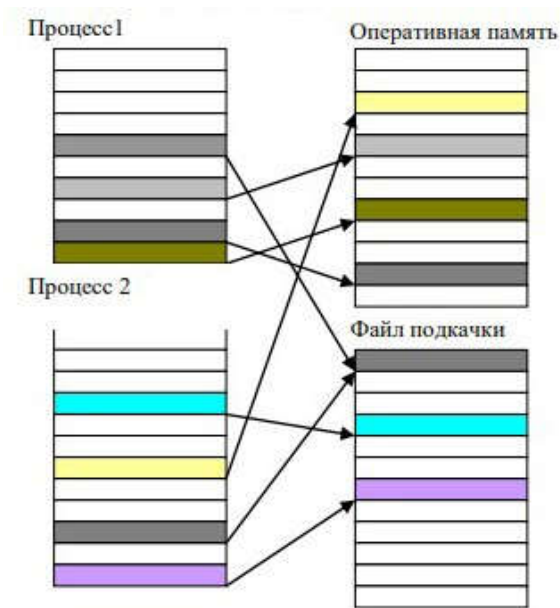 Процесс1
Оперативная память
Процесс 2
Файл подкачки